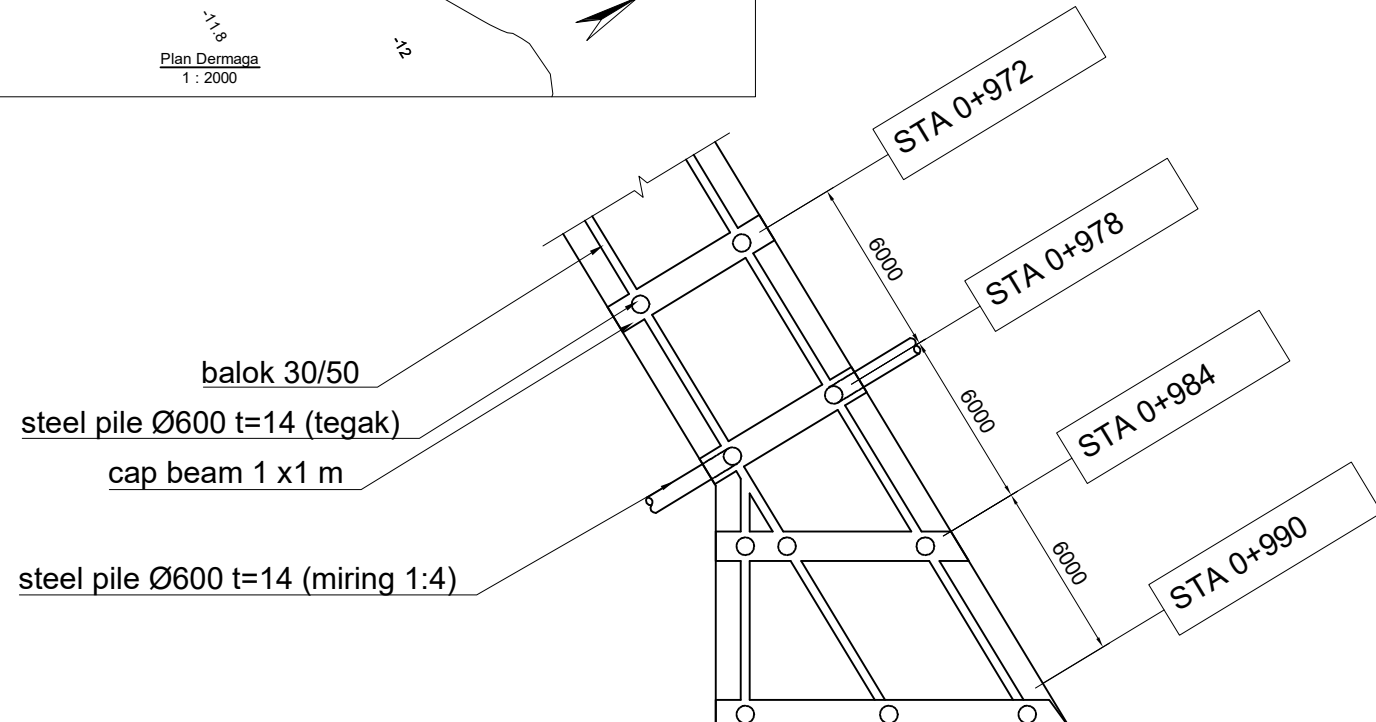 -11.8
-12
Plan Dermaga
1 : 2000
STA 0+972
6000
STA 0+978
6000
STA 0+984
6000
STA 0+990
balok 30/50
steel pile Ø600 t=14 (tegak)
cap beam 1 x1 m
steel pile Ø600 t=14 (miring 1:4)